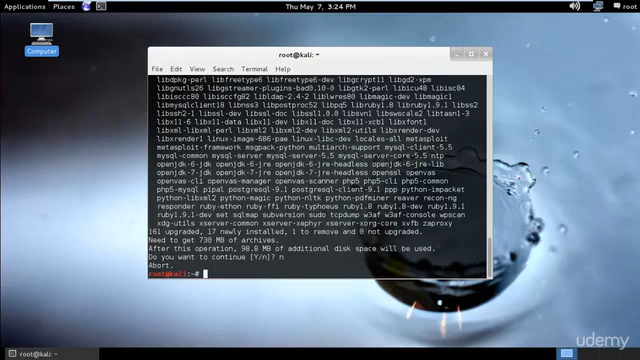 Applications Places
Thu May 7, 3:24 PM
root
Computer
root@kali: ~
File Edit View Search Terminal Help
libdpkg-perl libfreetype6 libfreetype6-dev libgcrypt11 libgd2-xpm
libgnutls26 libgstreamer-plugins-bad0.10-0 libgtk2-perl libicu48 libisc84
libisccc80 libisccfg82 libldap-2.4-2 liblwres80 libmagic-dev libmagic1
libmysqlclient18 libnss3 libpostproc52 libpq5 libruby1.8 libruby1.9.1 libsbs2
libssh2-1 libssl-dev libssl-doc libssl1.0.0 libsvn1 libswscale2 libtasn1-3
libx11-6 libx11-data libx11-dev libx11-doc libx11-xcb1 libxfont1
libxml-libxml-perl libxml2 libxml2-dev libxml2-utils libxrender-dev
libxrender1 linux-image-686-pae linux-libc-dev locales-all metasploit
metasploit-framework msgpack-python multiarch-support mysql-client-5.5
mysql-common mysql-server mysql-server-5.5 mysql-server-core-5.5 ntp
openjdk-6-jdk openjdk-6-jre openjdk-6-jre-headless openjdk-6-jre-lib
openjdk-7-jdk openjdk-7-jre openjdk-7-jre-headless openssl openvas
openvas-cli openvas-manager openvas-scanner php5 php5-cli php5-common
php5-mysql pipal postgresql-9.1 postgresql-client-9.1 ppp python-impacket
python-libxml2 python-magic python-nltk python-pdfminer reaver recon-ng
responder ruby-ethon ruby-ffi ruby-typhoeus ruby1.8 ruby1.8-dev ruby1.9.1
ruby1.9.1-dev set sqlmap subversion sudo tcpdump w3af w3af-console wpscan
xdg-utils xserver-common xserver-xephyr xserver-xorg-core xvfb zaproxy
161 upgraded, 17 newly installed, 1 to remove and 0 not upgraded.
Need to get 730 MB of archives.
After this operation, 98.8 MB of additional disk space will be used.
Do you want to continue [Y/n]? n
Abort.
root@kali:~#
root@kali: ~
udemy